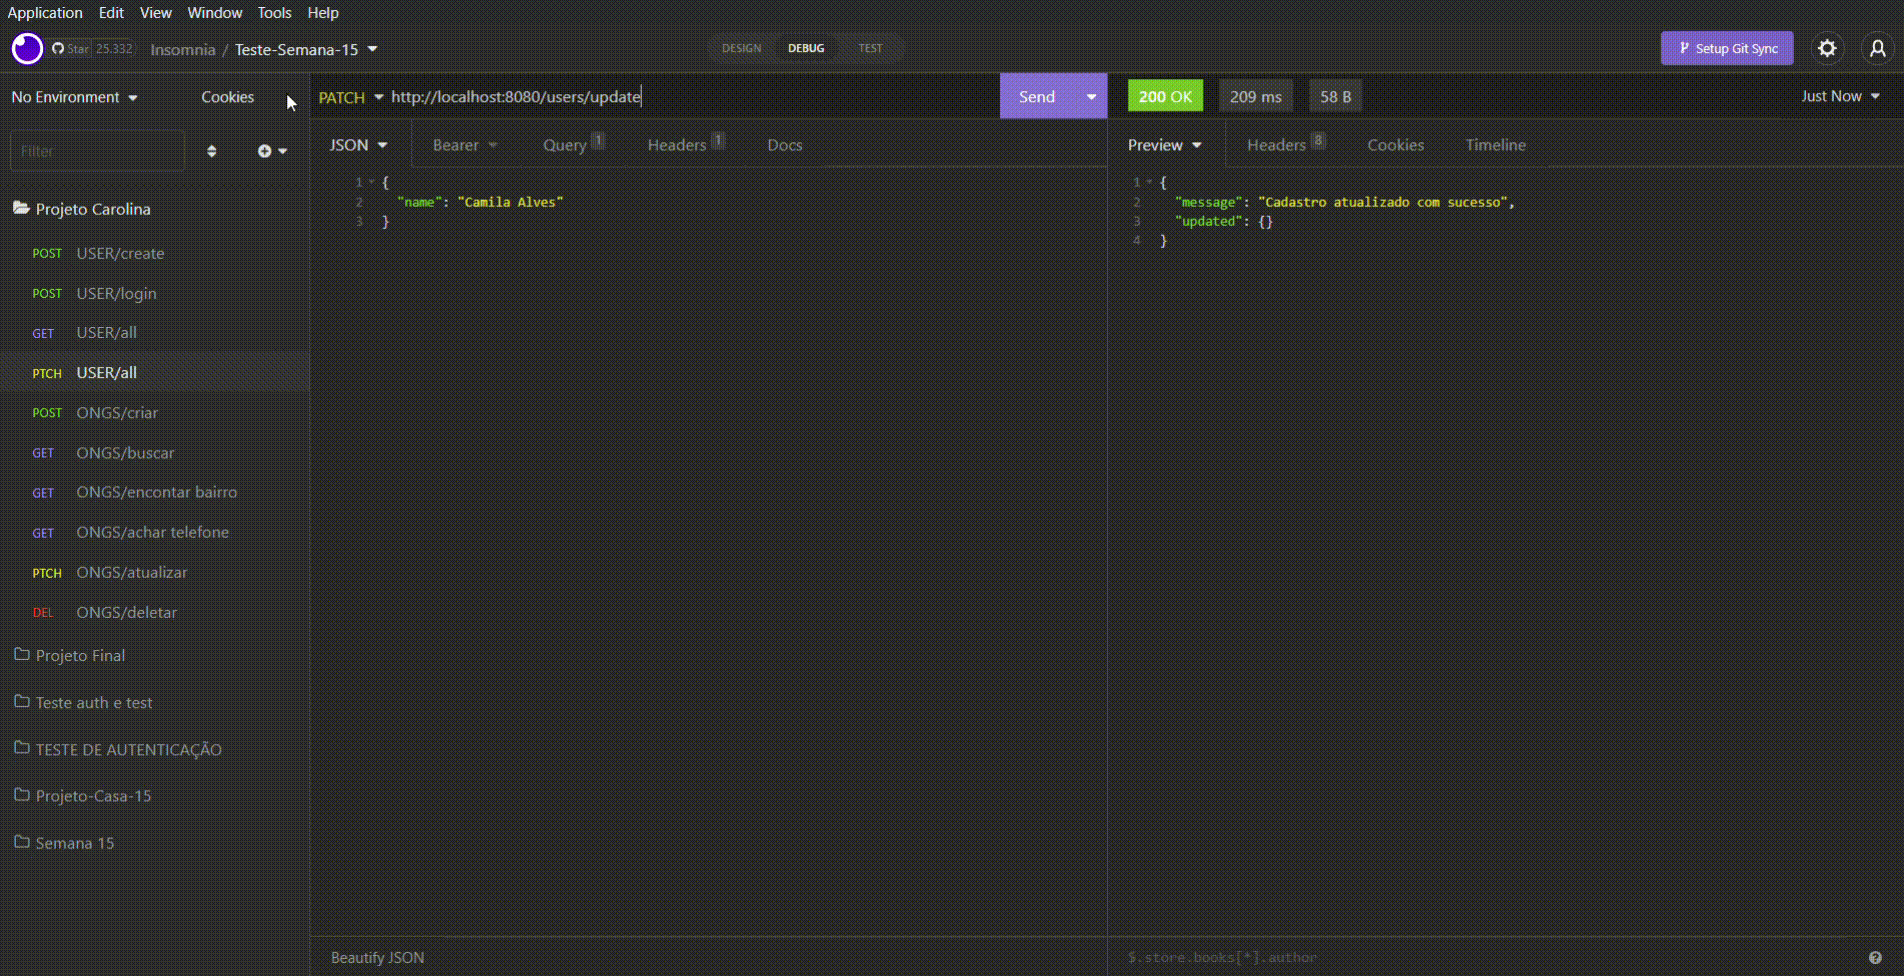 Application Edit View Window Tools Help
Star 25.332 Insomnia / Teste-Semana-15 DESIGN DEBUG TEST Setup Git Sync
No Environment Cookies PATCH http://localhost:8080/users/update Send 200 OK 209 ms 58 B Just Now
Filter JSON Bearer Query 1 Headers 1 Docs Preview Headers 8 Cookies Timeline
1 {
2 "name": "Camila Alves"
3 }
1 {
2 "message": "Cadastro atualizado com sucesso",
3 "updated": {}
4 }
Projeto Carolina
POST USER/create
POST USER/login
GET USER/all
PTCH USER/all
POST ONGS/criar
GET ONGS/buscar
GET ONGS/encontar bairro
GET ONGS/achar telefone
PTCH ONGS/atualizar
DEL ONGS/deletar
Projeto Final
Teste auth e test
TESTE DE AUTENTICAÇÃO
Projeto-Casa-15
Semana 15
Beautify JSON $.store.books[*].author